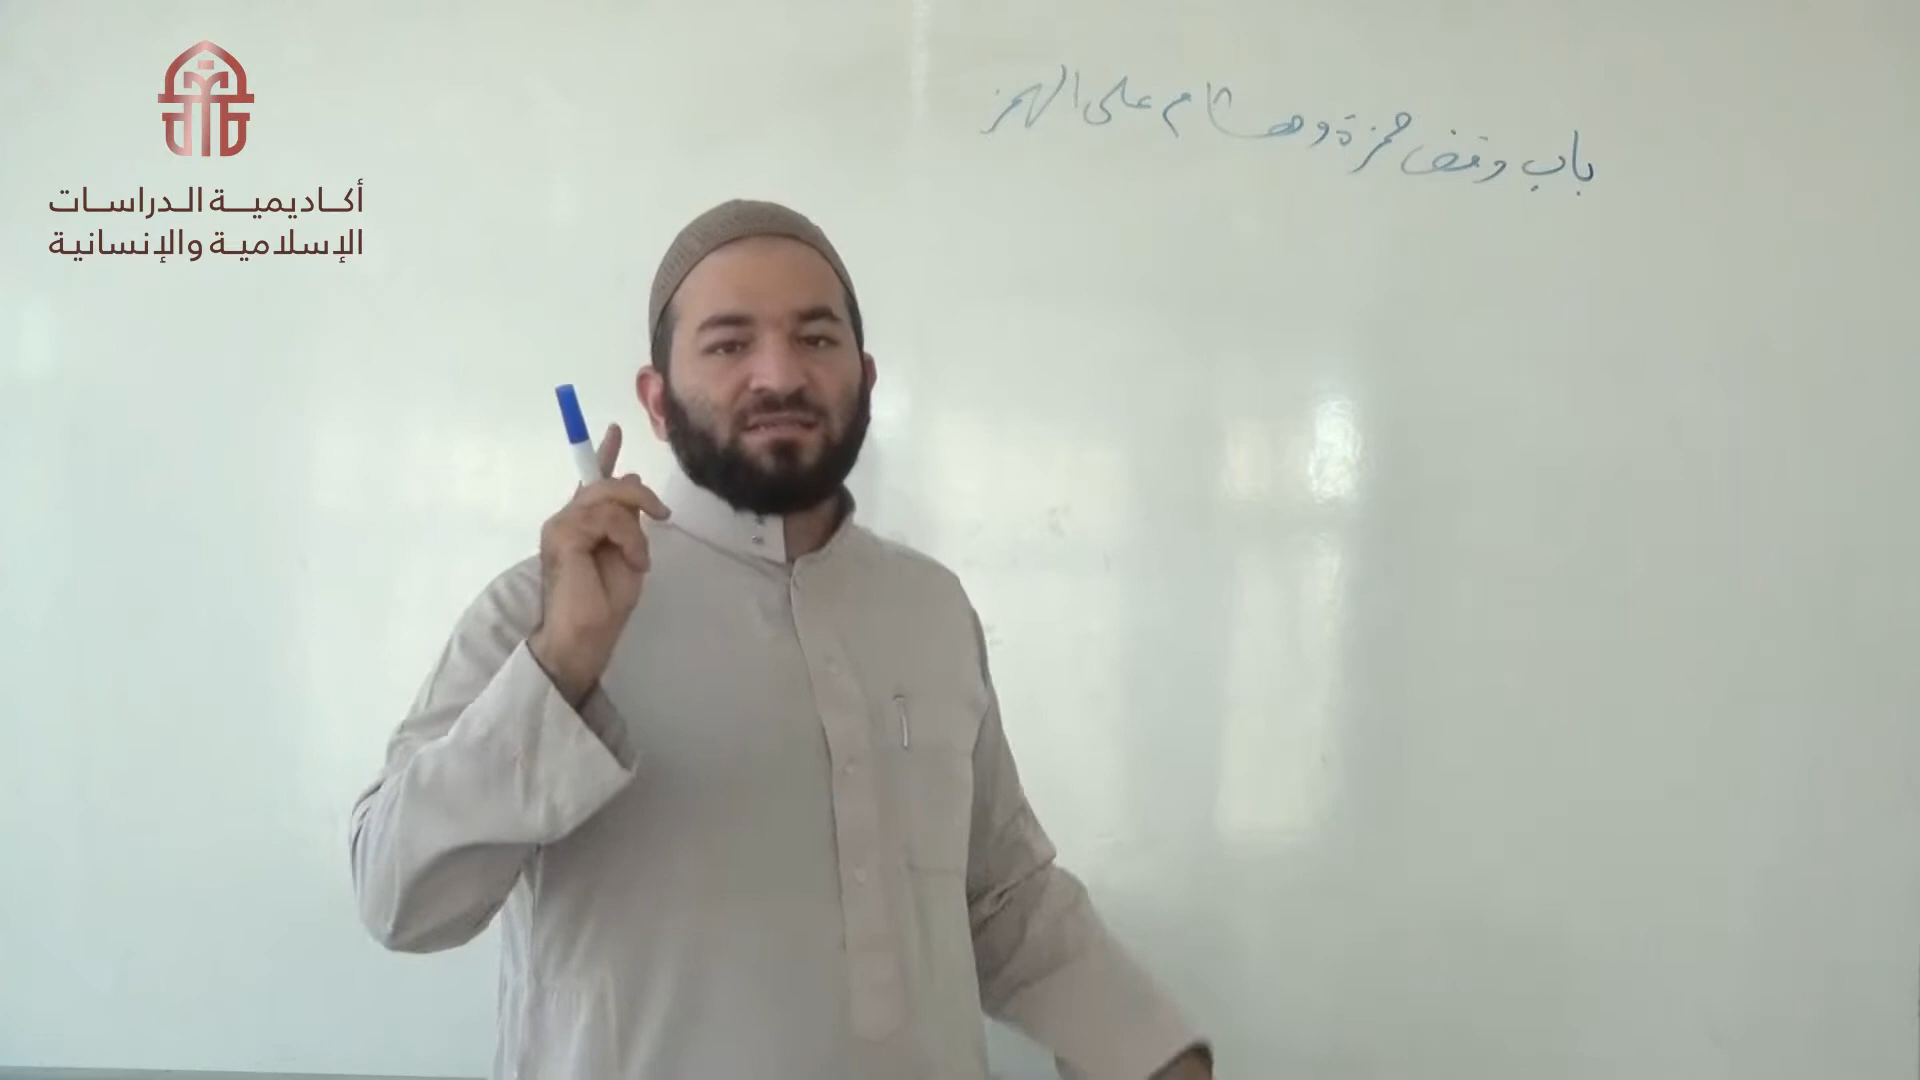 باب وقف حمزة وهشام على الهمز
أكاديمية الدراسات
الإسلامية والإنسانية